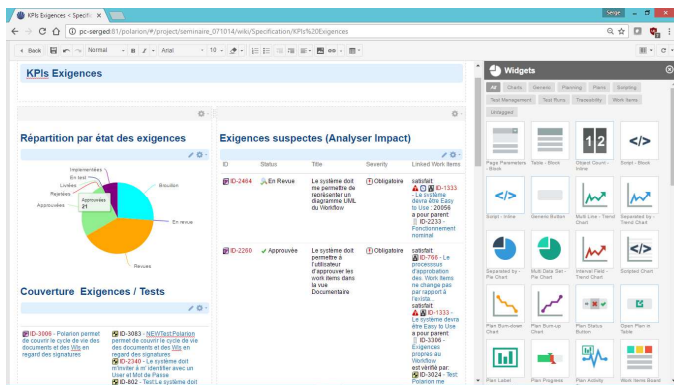 KPIs Exigences < Specific
Serge
pc-serged:81/polarion/#/project/seminaire_071014/wiki/Specification/KPIs%20Exigences
Back
Normal
B
I
Arial
10
KPIs Exigences
Répartition par état des exigences
Implémentées
En test
Livées
Rejetées
Approuvées
Approuvées
21
Brouillon
En revue
Revues
Couverture Exigences / Tests
ID-3006 - Polarion permet
de couvrir le cycle de vie
des documents et des Wis en
regard des signatures
ID-3083 - NEWTest:Polarion
permet de couvrir le cycle de vie
des documents et des Wis en
regard des signatures
ID-2340 - Le système doit
m'inviter à m' identifier avec un
User et Mot de Passe
ID-802 - Test:Le système doit
Exigences suspectes (Analyser Impact)
ID
Status
Title
Severity
Linked Work Items
ID-2464
En Revue
Le système doit
me permettre de
représenter un
diagramme UML
du Workflow
Obligatoire
satisfait:
ID-1333
- Le système
devra être Easy
to Use : 20056
a pour parent:
ID-2233 -
Fonctionnement
nominal
ID-2260
Approuvée
Le système doit
permettre à
l'utilisateur
d'approuver les
work items dans
la vue
Documentaire
Obligatoire
satisfait:
ID-766 - Le
processsus
d'approbation
des Work Items
ne change pas
par rapport à
l'exista...
satisfait:
ID-1333 -
Le système devra
être Easy to Use
a pour parent:
ID-3306 -
Exigences
propres au
Workflow
est vérifié par:
ID-3024 - Test:
Polarion me
Widgets
All
Charts
Generic
Planning
Plans
Scripting
Test Management
Test Runs
Traceability
Work Items
Untagged
Page Parameters
- Block
Table - Block
Object Count -
Inline
Script - Block
Script - Inline
Generic Button
Multi Line - Trend
Chart
Separated by -
Trend Chart
Separated by -
Pie Chart
Multi Data Set -
Pie Chart
Interval Field -
Trend Chart
Scripted Chart
Plan Burn-down
Chart
Plan Burn-up
Chart
Plan Status
Button
Open Plan in
Table
Plan Label
Plan Progress
Plan Activity
Work Items Board